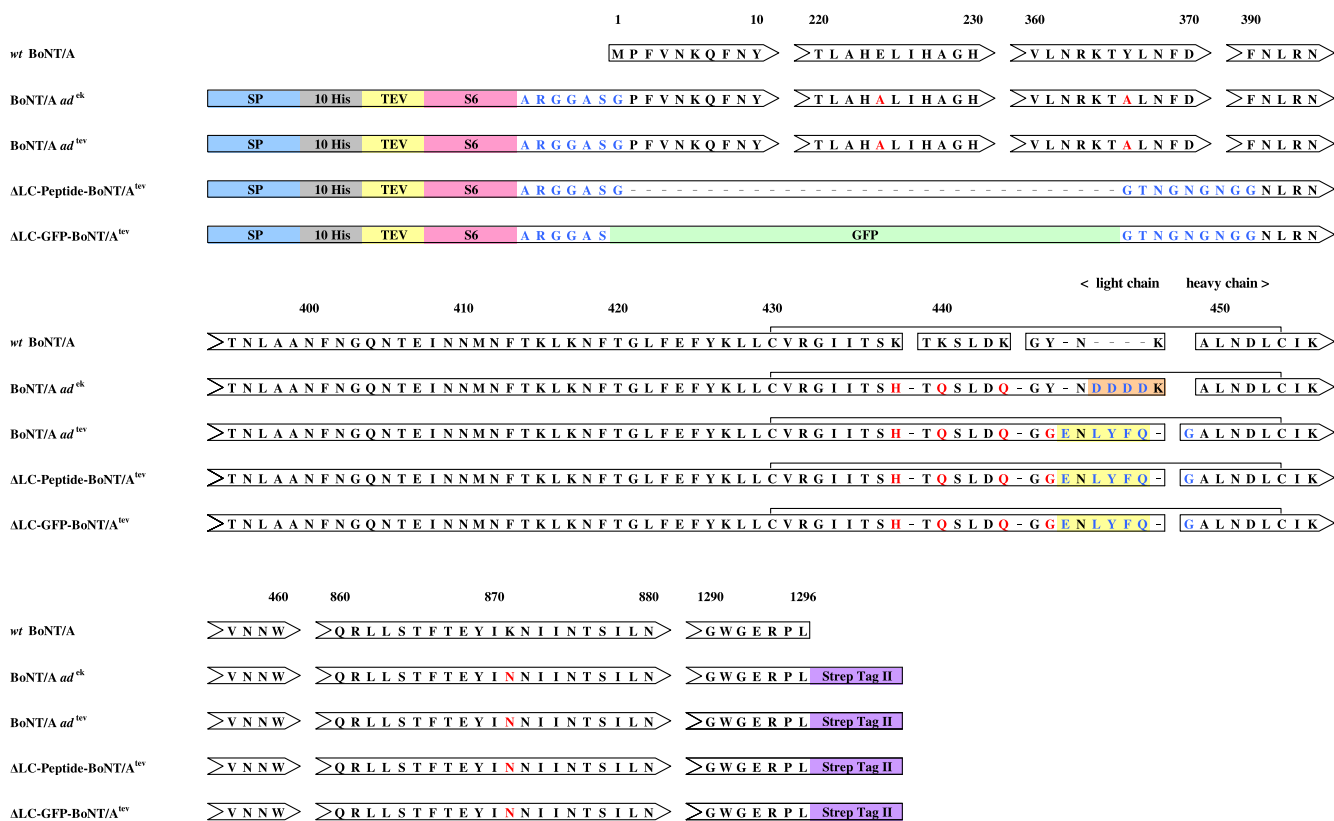 1 10 220 230 360 370 390
wt BoNT/A M P F V N K Q F N Y T L A H E L I H A G H V L N R K T Y L N F D F N L R N
BoNT/A ad ek SP 10 His TEV S6 A R G G A S G P F V N K Q F N Y T L A H A L I H A G H V L N R K T A L N F D F N L R N
BoNT/A ad tev SP 10 His TEV S6 A R G G A S G P F V N K Q F N Y T L A H A L I H A G H V L N R K T A L N F D F N L R N
ΔLC-Peptide-BoNT/A tev SP 10 His TEV S6 A R G G A S G - - - - - - - - - - - - - - - - - - - - - - - - - - - - - - - - G T N G N G N G G N L R N
ΔLC-GFP-BoNT/A tev SP 10 His TEV S6 A R G G A S GFP G T N G N G N G G N L R N
< light chain heavy chain >
400 410 420 430 440 450
wt BoNT/A T N L A A N F N G Q N T E I N N M N F T K L K N F T G L F E F Y K L L C V R G I I T S K T K S L D K G Y - N - - - - K A L N D L C I K
BoNT/A ad ek T N L A A N F N G Q N T E I N N M N F T K L K N F T G L F E F Y K L L C V R G I I T S H - T Q S L D Q - G Y - N D D D D K A L N D L C I K
BoNT/A ad tev T N L A A N F N G Q N T E I N N M N F T K L K N F T G L F E F Y K L L C V R G I I T S H - T Q S L D Q - G G E N L Y F Q - G A L N D L C I K
ΔLC-Peptide-BoNT/A tev T N L A A N F N G Q N T E I N N M N F T K L K N F T G L F E F Y K L L C V R G I I T S H - T Q S L D Q - G G E N L Y F Q - G A L N D L C I K
ΔLC-GFP-BoNT/A tev T N L A A N F N G Q N T E I N N M N F T K L K N F T G L F E F Y K L L C V R G I I T S H - T Q S L D Q - G G E N L Y F Q - G A L N D L C I K
460 860 870 880 1290 1296
wt BoNT/A V N N W Q R L L S T F T E Y I K N I I N T S I L N G W G E R P L
BoNT/A ad ek V N N W Q R L L S T F T E Y I N N I I N T S I L N G W G E R P L Strep Tag II
BoNT/A ad tev V N N W Q R L L S T F T E Y I N N I I N T S I L N G W G E R P L Strep Tag II
ΔLC-Peptide-BoNT/A tev V N N W Q R L L S T F T E Y I N N I I N T S I L N G W G E R P L Strep Tag II
ΔLC-GFP-BoNT/A tev V N N W Q R L L S T F T E Y I N N I I N T S I L N G W G E R P L Strep Tag II